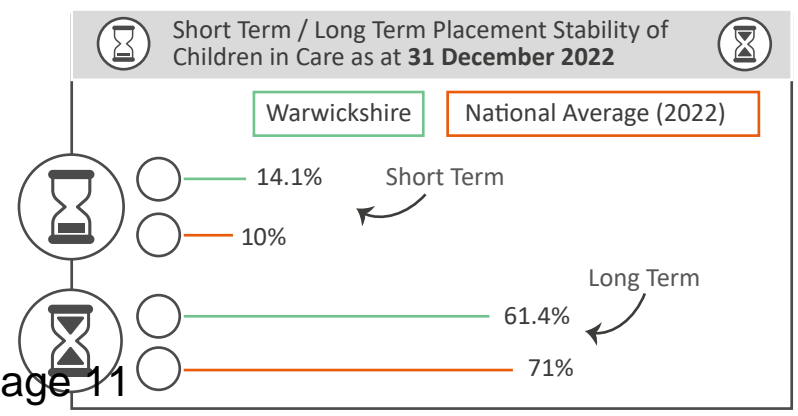 Short Term / Long Term Placement Stability of
Children in Care as at 31 December 2022
Warwickshire
National Average (2022)
14.1%
Short Term
10%
Long Term
61.4%
71%
age 11